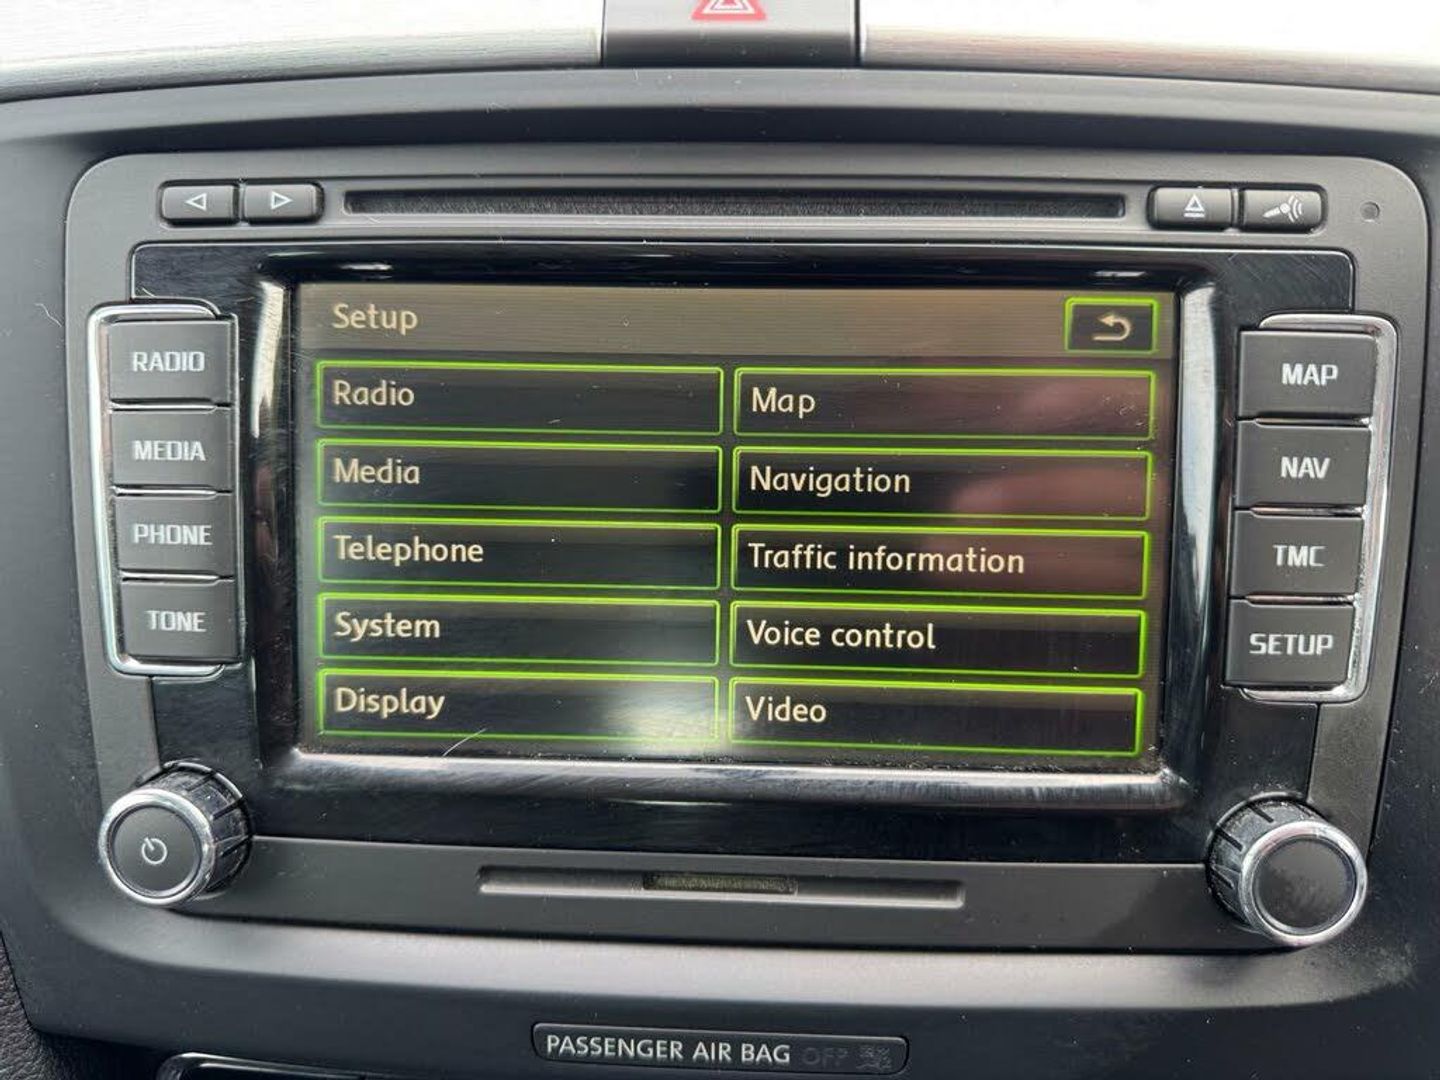 Setup
RADIO
MEDIA
PHONE
TONE
Radio
Media
Telephone
System
Display
Map
Navigation
Traffic information
Voice control
Video
MAP
NAV
TMC
SETUP
PASSENGER AIR BAG OFF